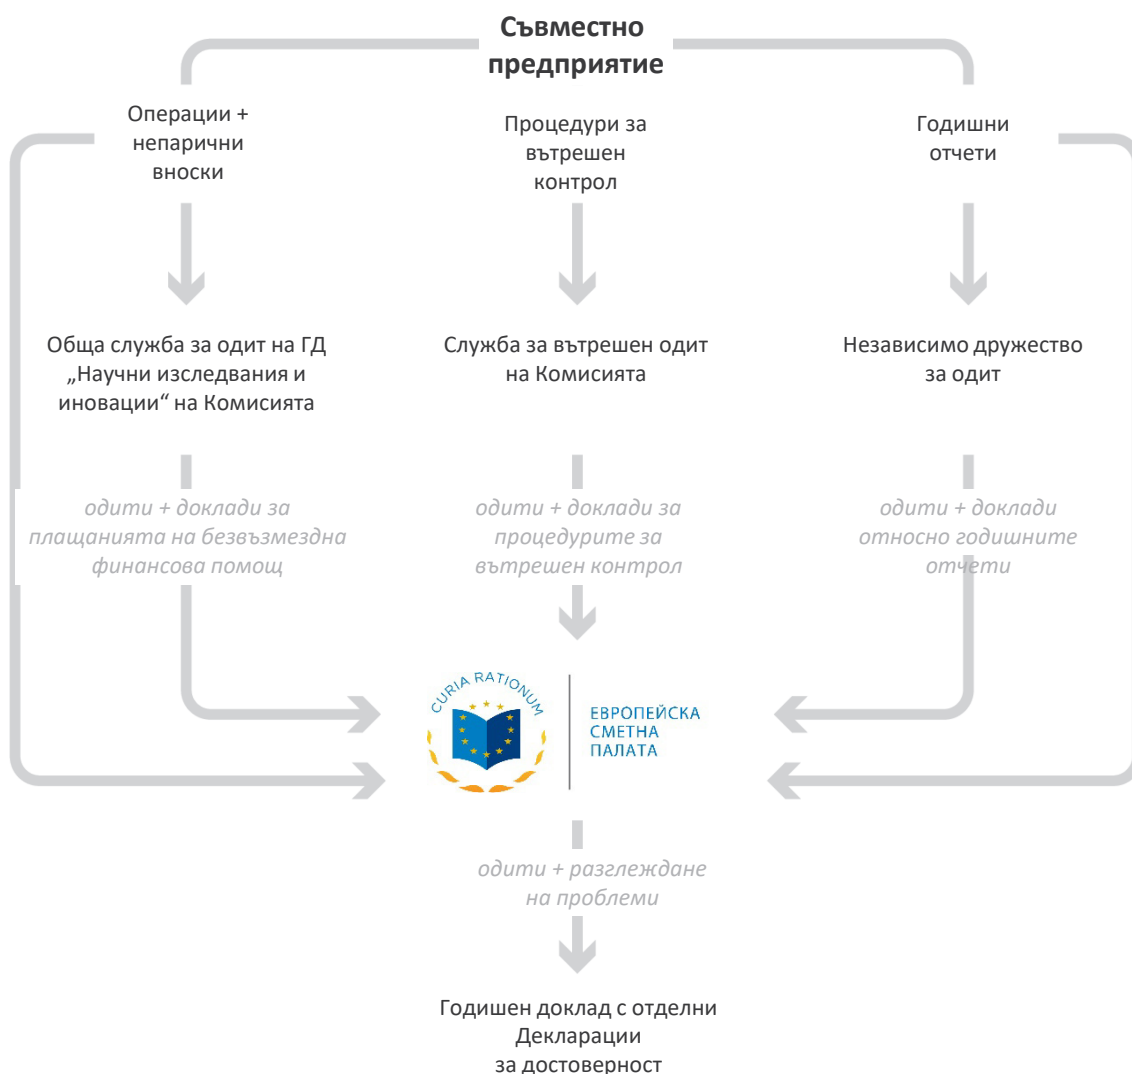 Съвместно
предприятие
Операции +
непарични
вноски
Процедури за
вътрешен
контрол
Годишни
отчети
Обща служба за одит на ГД
„Научни изследвания и
иновации“ на Комисията
Служба за вътрешен одит
на Комисията
Независимо дружество
за одит
одити + доклади за
плащанията на безвъзмездна
финансова помощ
одити + доклади за
процедурите за
вътрешен контрол
одити + доклади
относно годишните
отчети
CURIA RATIONUM
ЕВРОПЕЙСКА
СМЕТНА
ПАЛАТА
одити + разглеждане
на проблеми
Годишен доклад с отделни
Декларации
за достоверност